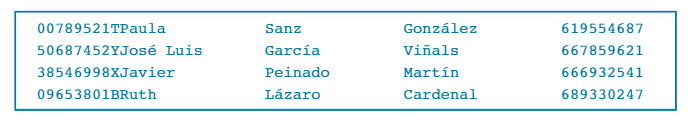 00789521TPaula Sanz González 619554687
50687452YJosé Luis García Viñals 667859621
38546998XJavier Peinado Martín 666932541
09653801BRuth Lázaro Cardenal 689330247